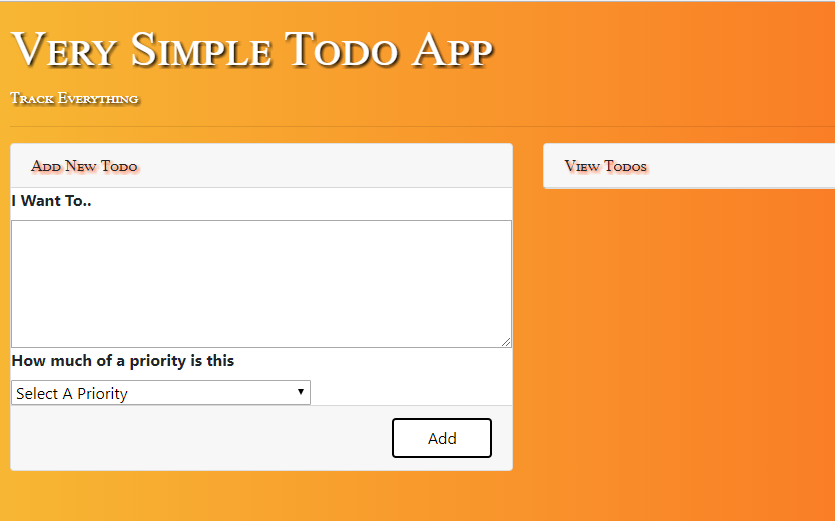 Very Simple Todo App
Track Everything
Add New Todo
I Want To..
How much of a priority is this
Select A Priority
Add
View Todos